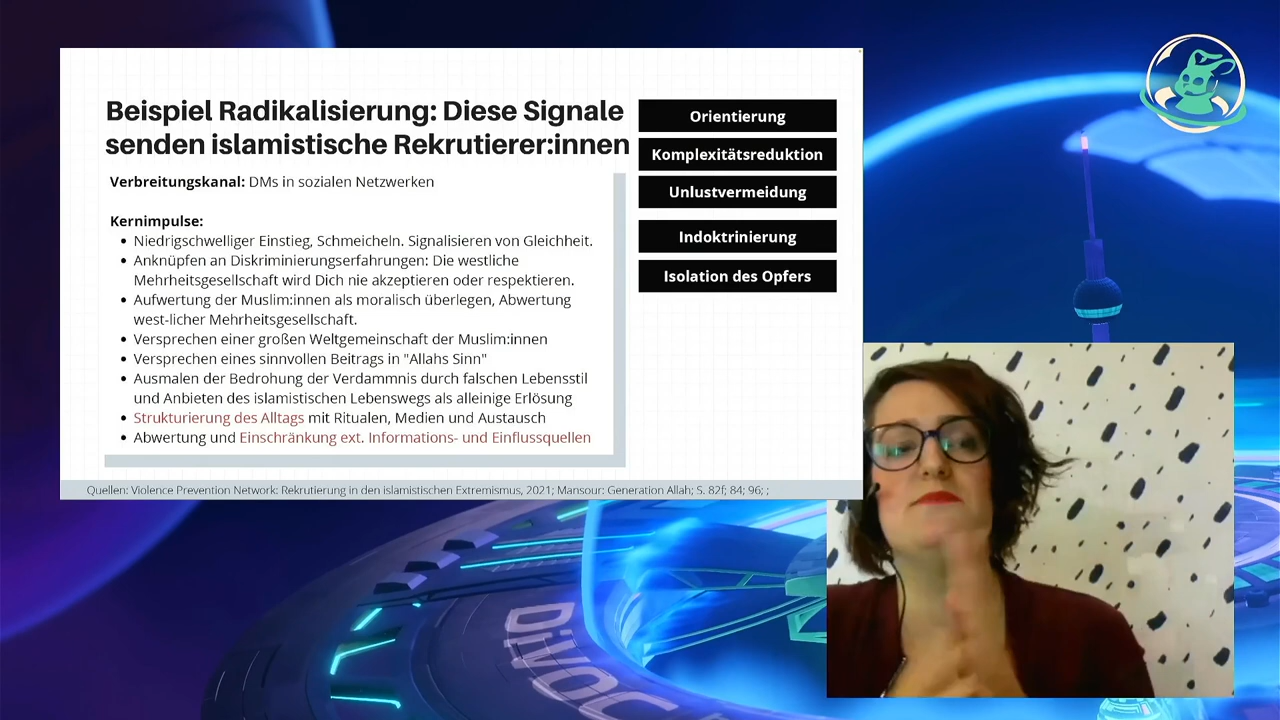 Beispiel Radikalisierung: Diese Signale
senden islamistische Rekrutierer:innen
Verbreitungskanal: DMs in sozialen Netzwerken
Kernimpulse:
• Niedrigschwelliger Einstieg, Schmeicheln. Signalisieren von Gleichheit.
• Anknüpfen an Diskriminierungserfahrungen: Die westliche
Mehrheitsgesellschaft wird Dich nie akzeptieren oder respektieren.
• Aufwertung der Muslim:innen als moralisch überlegen, Abwertung
west-licher Mehrheitsgesellschaft.
• Versprechen einer großen Weltgemeinschaft der Muslim:innen
• Versprechen eines sinnvollen Beitrags in "Allahs Sinn"
• Ausmalen der Bedrohung der Verdammnis durch falschen Lebensstil
und Anbieten des islamistischen Lebenswegs als alleinige Erlösung
• Strukturierung des Alltags mit Ritualen, Medien und Austausch
• Abwertung und Einschränkung ext. Informations- und Einflussquellen
Orientierung
Komplexitätsreduktion
Unlustvermeidung
Indoktrinierung
Isolation des Opfers
Quellen: Violence Prevention Network: Rekrutierung in den islamistischen Extremismus, 2021; Mansour: Generation Allah; S. 82f; 84; 96; ;
DiVOC